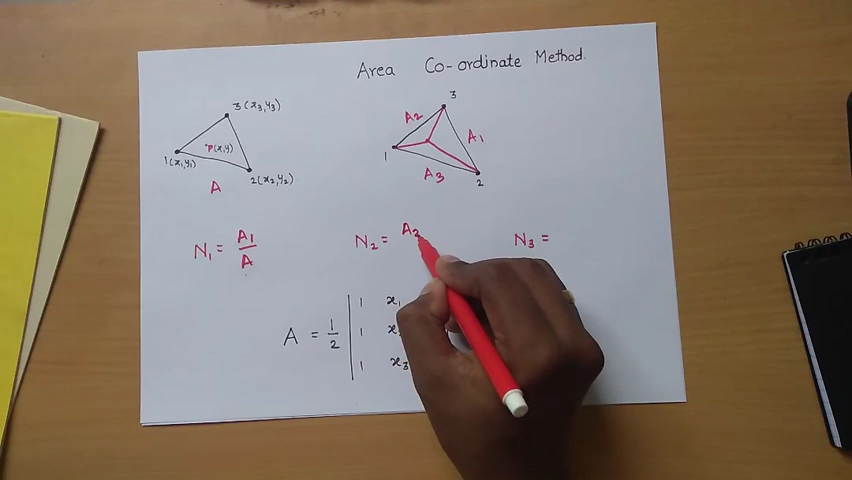 Area Co-ordinate Method
3 (x3, y3)
P(x,y)
1 (x1, y1)
2 (x2, y2)
A
3
A2
A1
1
A3
2
N1 = A1/A
N2 = A2
N3 =
A = 1/2 | 1 x1
1 x
1 x3